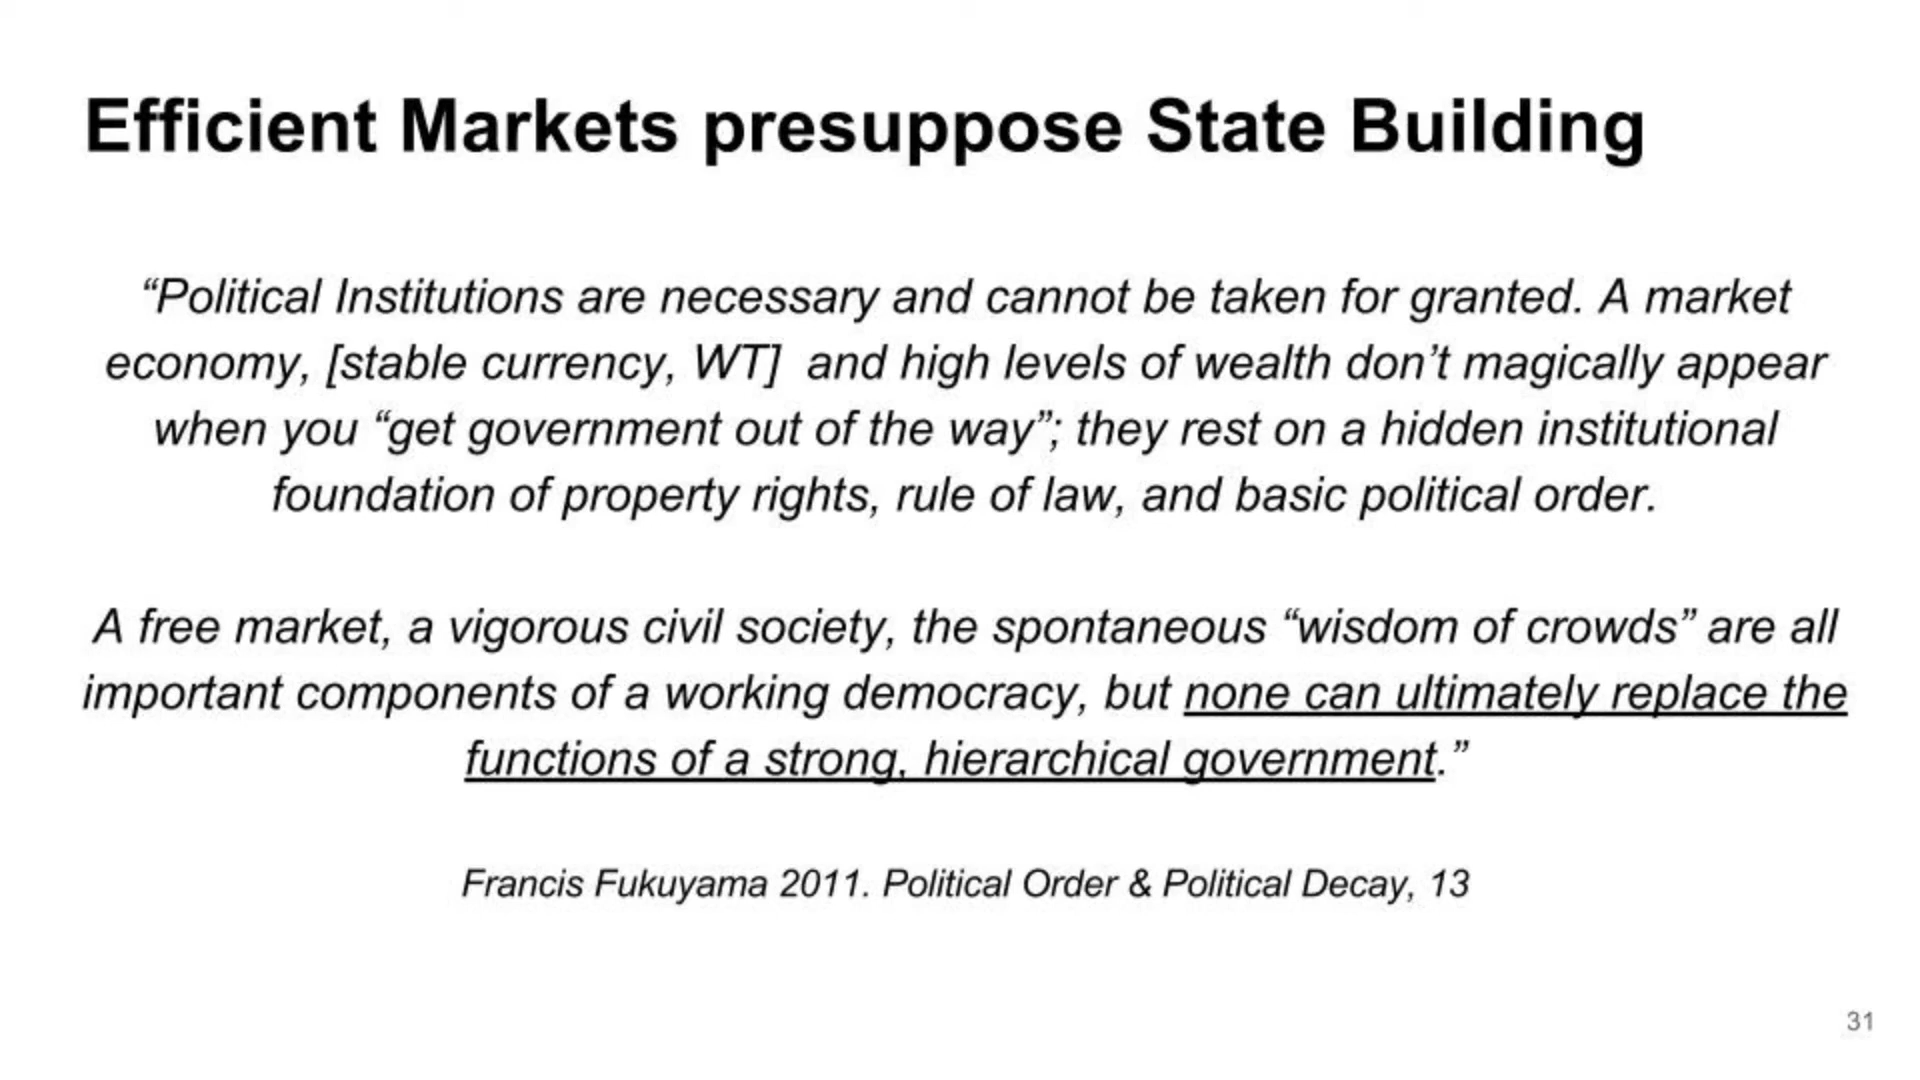 Efficient Markets presuppose State Building
“Political Institutions are necessary and cannot be taken for granted. A market
economy, [stable currency, WT]  and high levels of wealth don’t magically appear
when you “get government out of the way”; they rest on a hidden institutional
foundation of property rights, rule of law, and basic political order.
A free market, a vigorous civil society, the spontaneous “wisdom of crowds” are all
important components of a working democracy, but none can ultimately replace the
functions of a strong, hierarchical government.”
Francis Fukuyama 2011. Political Order & Political Decay, 13
31